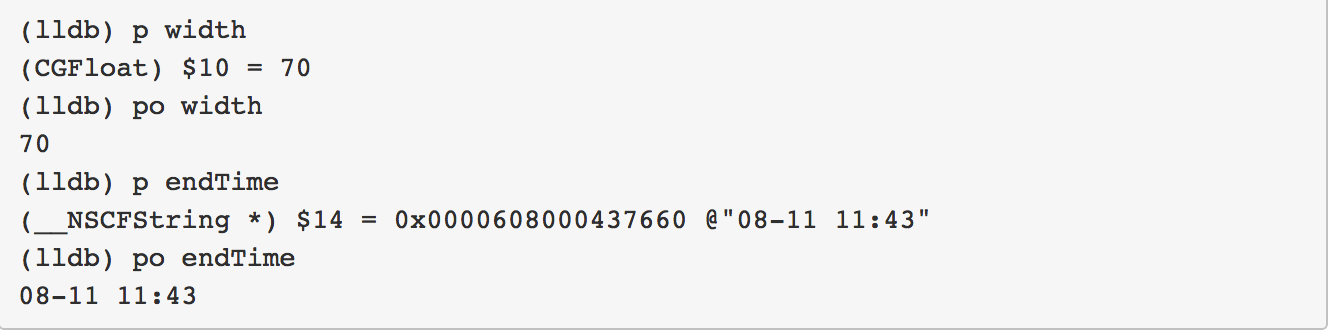 (lldb) p width
(CGFloat) $10 = 70
(lldb) po width
70
(lldb) p endTime
(__NSCFString *) $14 = 0x0000608000437660 @"08-11 11:43"
(lldb) po endTime
08-11 11:43